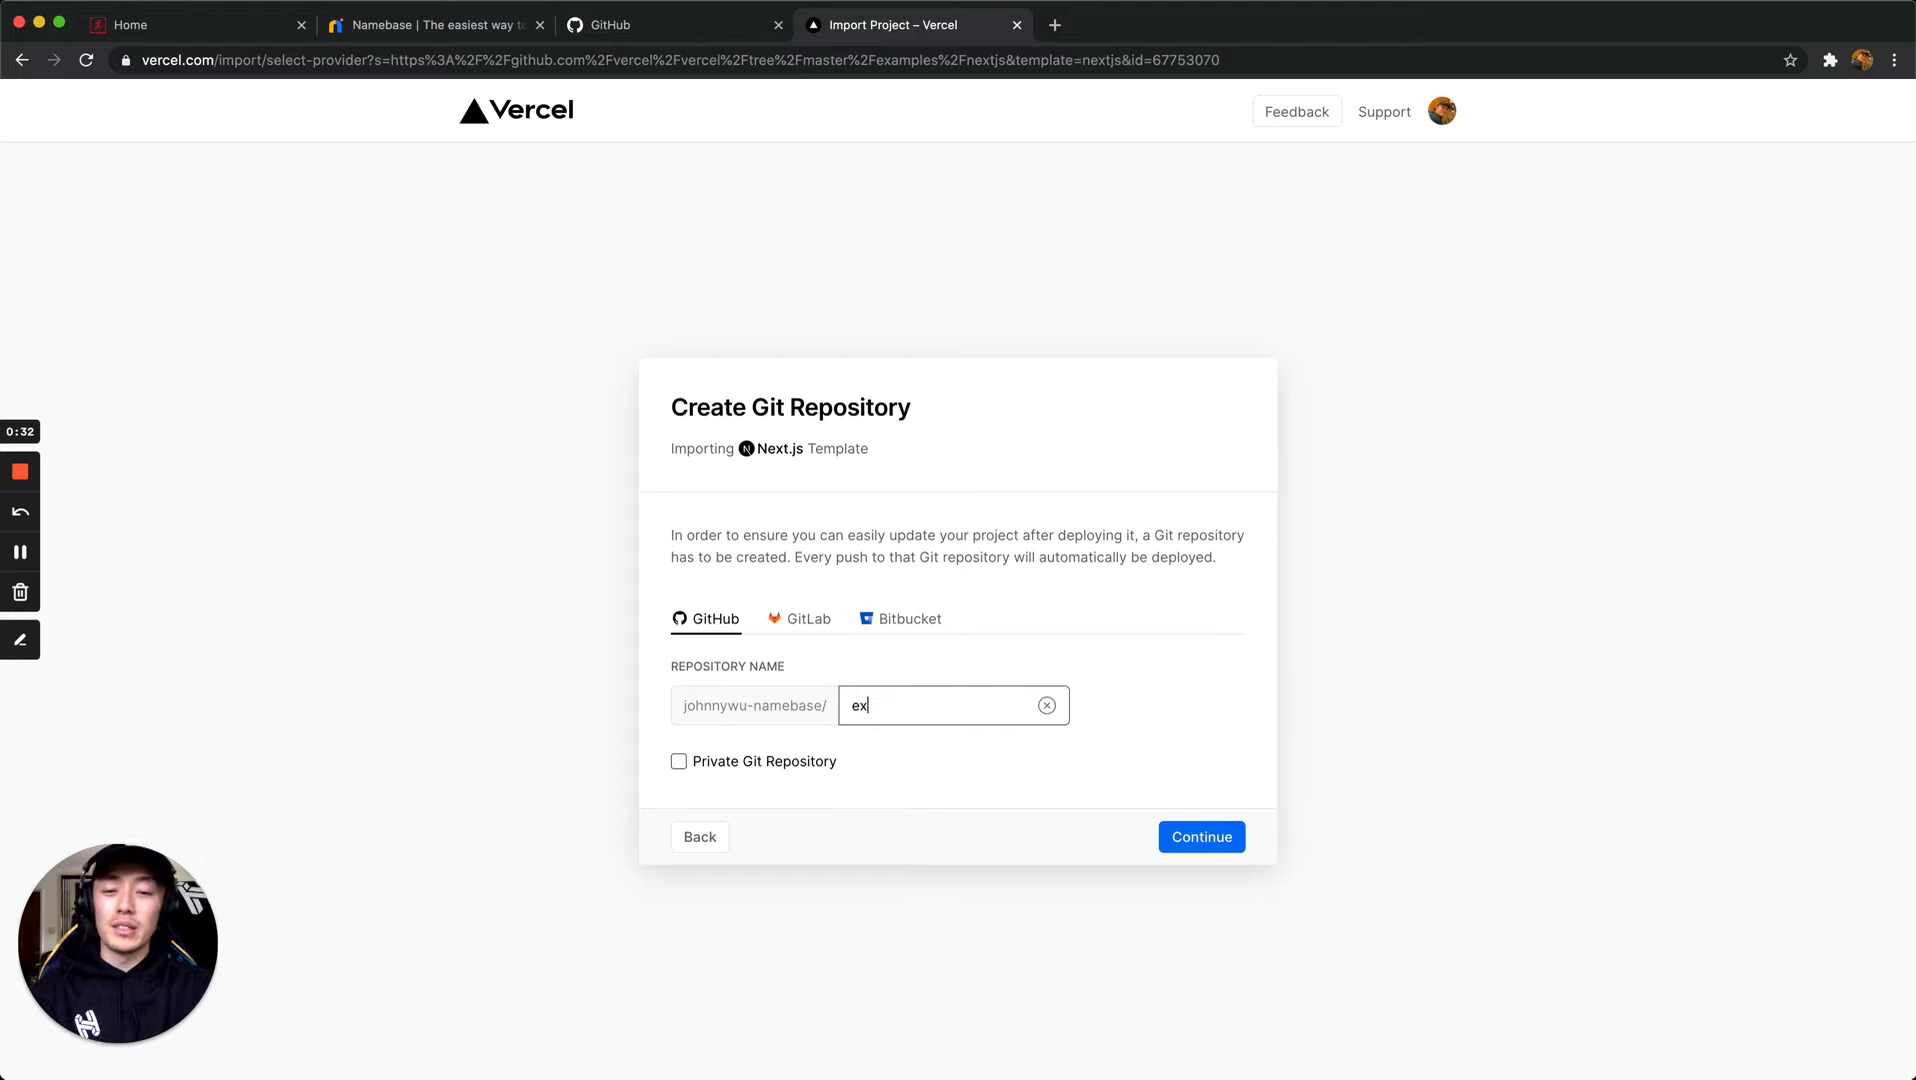 Home
Namebase | The easiest way to
GitHub
Import Project – Vercel
vercel.com/import/select-provider?s=https%3A%2F%2Fgithub.com%2Fvercel%2Fvercel%2Ftree%2Fmaster%2Fexamples%2Fnextjs&template=nextjs&id=67753070
Vercel
Feedback
Support
0:32
Create Git Repository
Importing N Next.js Template
In order to ensure you can easily update your project after deploying it, a Git repository
has to be created. Every push to that Git repository will automatically be deployed.
GitHub
GitLab
Bitbucket
REPOSITORY NAME
johnnywu-namebase/
ex
Private Git Repository
Back
Continue